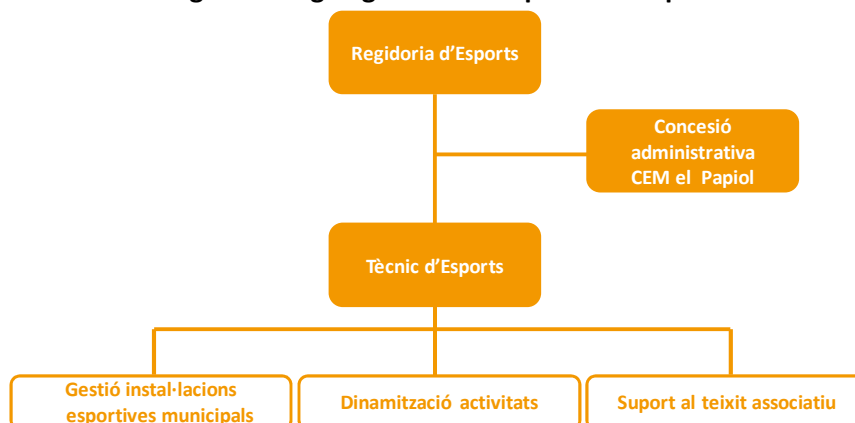 Regidoria d'Esports
Concesió
administrativa
CEM el Papiol
Tècnic d'Esports
Gestió instal·lacions
esportives municipals
Dinamització activitats
Suport al teixit associatiu